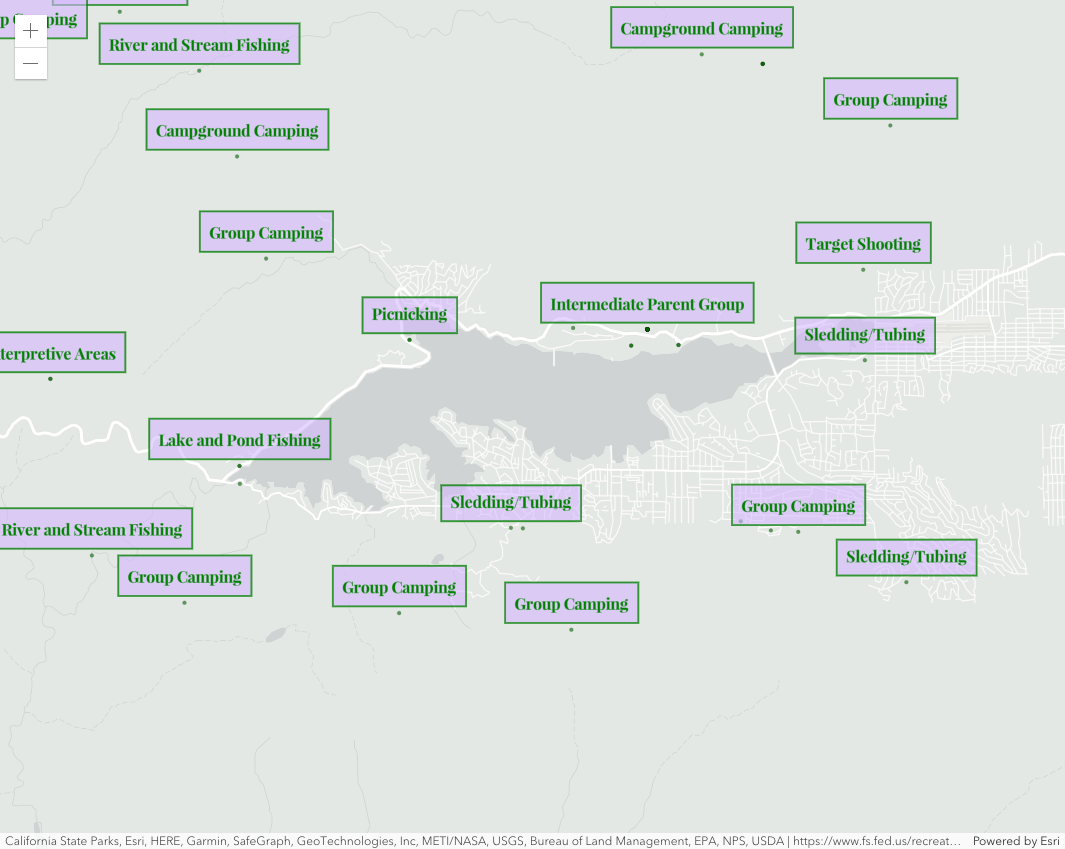 Camping
River and Stream Fishing
Campground Camping
Group Camping
Campground Camping
Group Camping
Target Shooting
Picnicking
Intermediate Parent Group
Sledding/Tubing
terpretive Areas
Lake and Pond Fishing
Sledding/Tubing
Group Camping
River and Stream Fishing
Sledding/Tubing
Group Camping
Group Camping
Group Camping
California State Parks, Esri, HERE, Garmin, SafeGraph, GeoTechnologies, Inc, METI/NASA, USGS, Bureau of Land Management, EPA, NPS, USDA | https://www.fs.fed.us/recreat… Powered by Esri